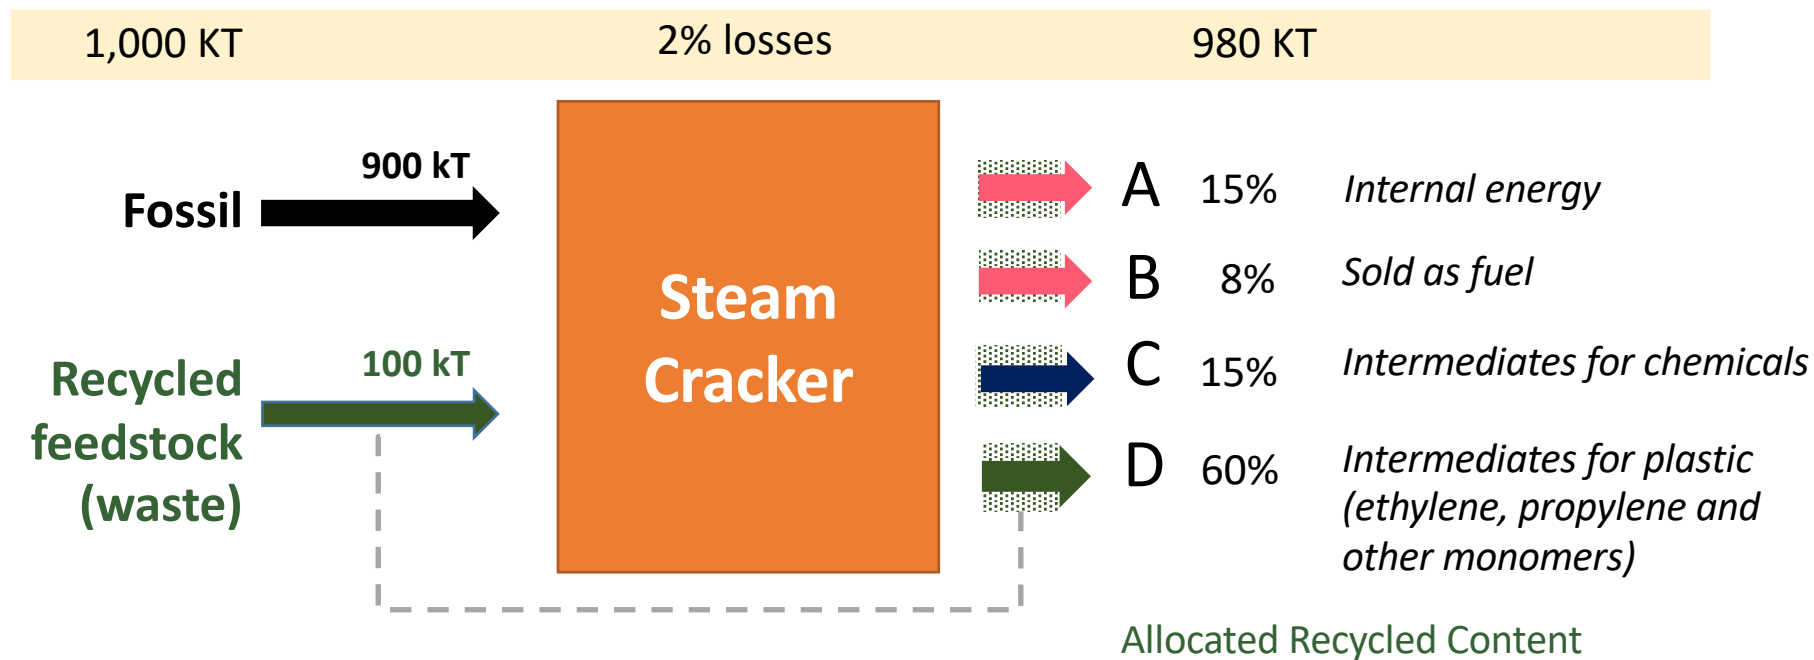 1,000 KT
2% losses
980 KT
900 kT
Fossil
100 kT
Recycled
feedstock
(waste)
Steam
Cracker
A 15% Internal energy
B 8% Sold as fuel
C 15% Intermediates for chemicals
D 60% Intermediates for plastic
(ethylene, propylene and
other monomers)
Allocated Recycled Content